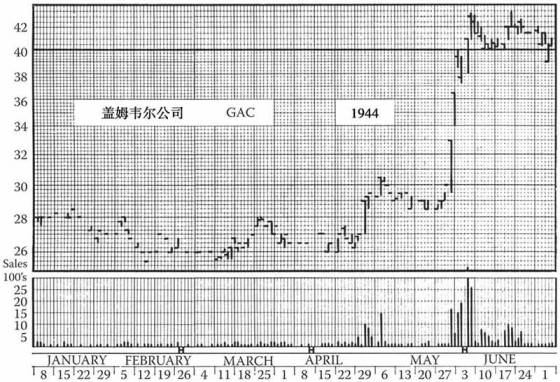 42
40
38
36
34
盖姆韦尔公司 GAC 1944
32
30
28
26
Sales
100's
25
20
15
10
5
H H H
JANUARY FEBRUARY MARCH APRIL MAY JUNE
8 15 22 29 5 12 19 26 4 11 18 25 1 8 15 22 29 6 13 20 27 3 10 17 24 1